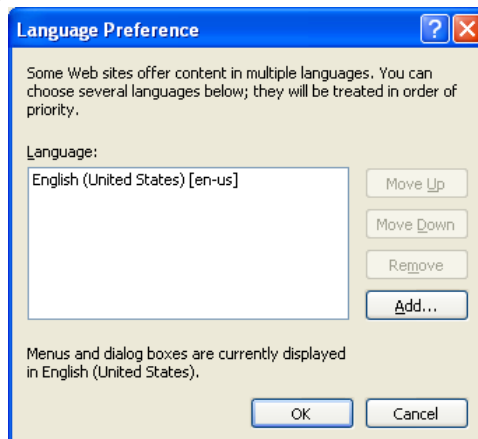 Language Preference
Some Web sites offer content in multiple languages. You can
choose several languages below; they will be treated in order of
priority.
Language:
English (United States) [en-us]
Move Up
Move Down
Remove
Add...
Menus and dialog boxes are currently displayed
in English (United States).
OK Cancel